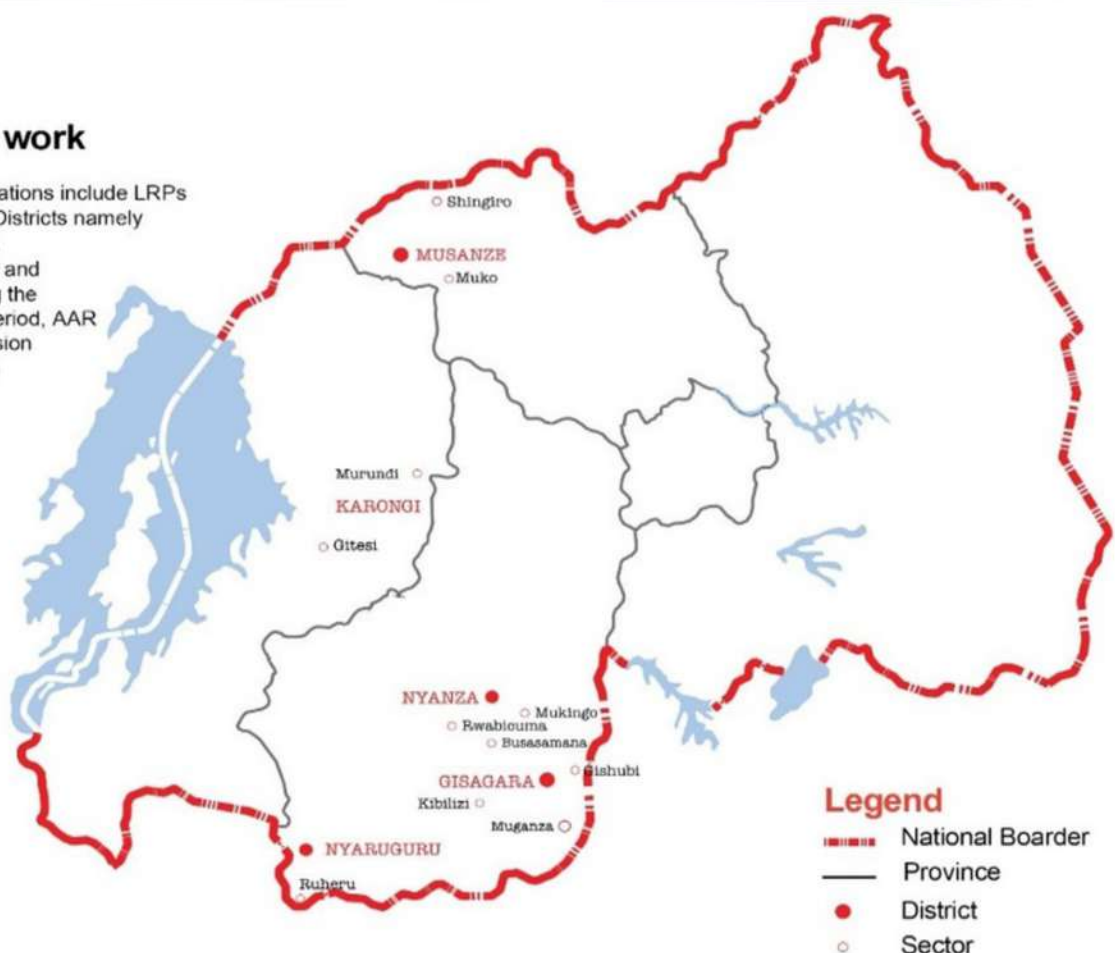 work
ations include LRPs
Districts namely
and
the
eriod, AAR
sion
Shingiro
MUSANZE
Muko
Murundi
KARONGI
Gitesi
NYANZA
Mukingo
Rwabicuma
Busasamana
GISAGARA
Gishubi
Kibilizi
Muganza
NYARUGURU
Ruheru
Legend
National Boarder
Province
District
Sector